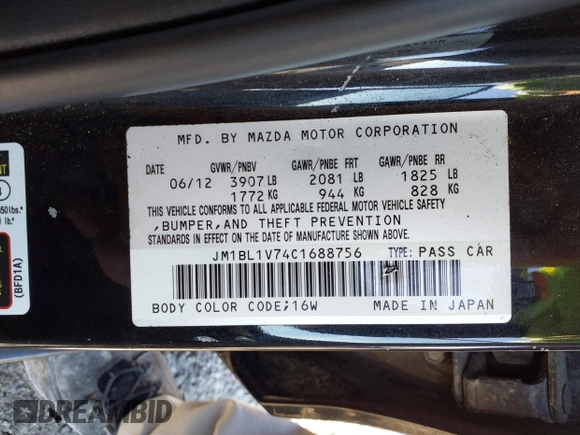 MFD. BY MAZDA MOTOR CORPORATION
DATE GVWR/PNBV GAWR/PNBE FRT GAWR/PNBE RR
06/12 3907 LB 2081 LB 1825 LB
1772 KG 944 KG 828 KG
THIS VEHICLE CONFORMS TO ALL APPLICABLE FEDERAL MOTOR VEHICLE SAFETY
,BUMPER,AND THEFT PREVENTION
STANDARDS IN EFFECT ON THE DATE OF MANUFACTURE SHOWN ABOVE.
JM1BL1V74C1688756 TYPE: PASS CAR
BODY COLOR CODE;16W MADE IN JAPAN
(BFD1A)
DREAMBID